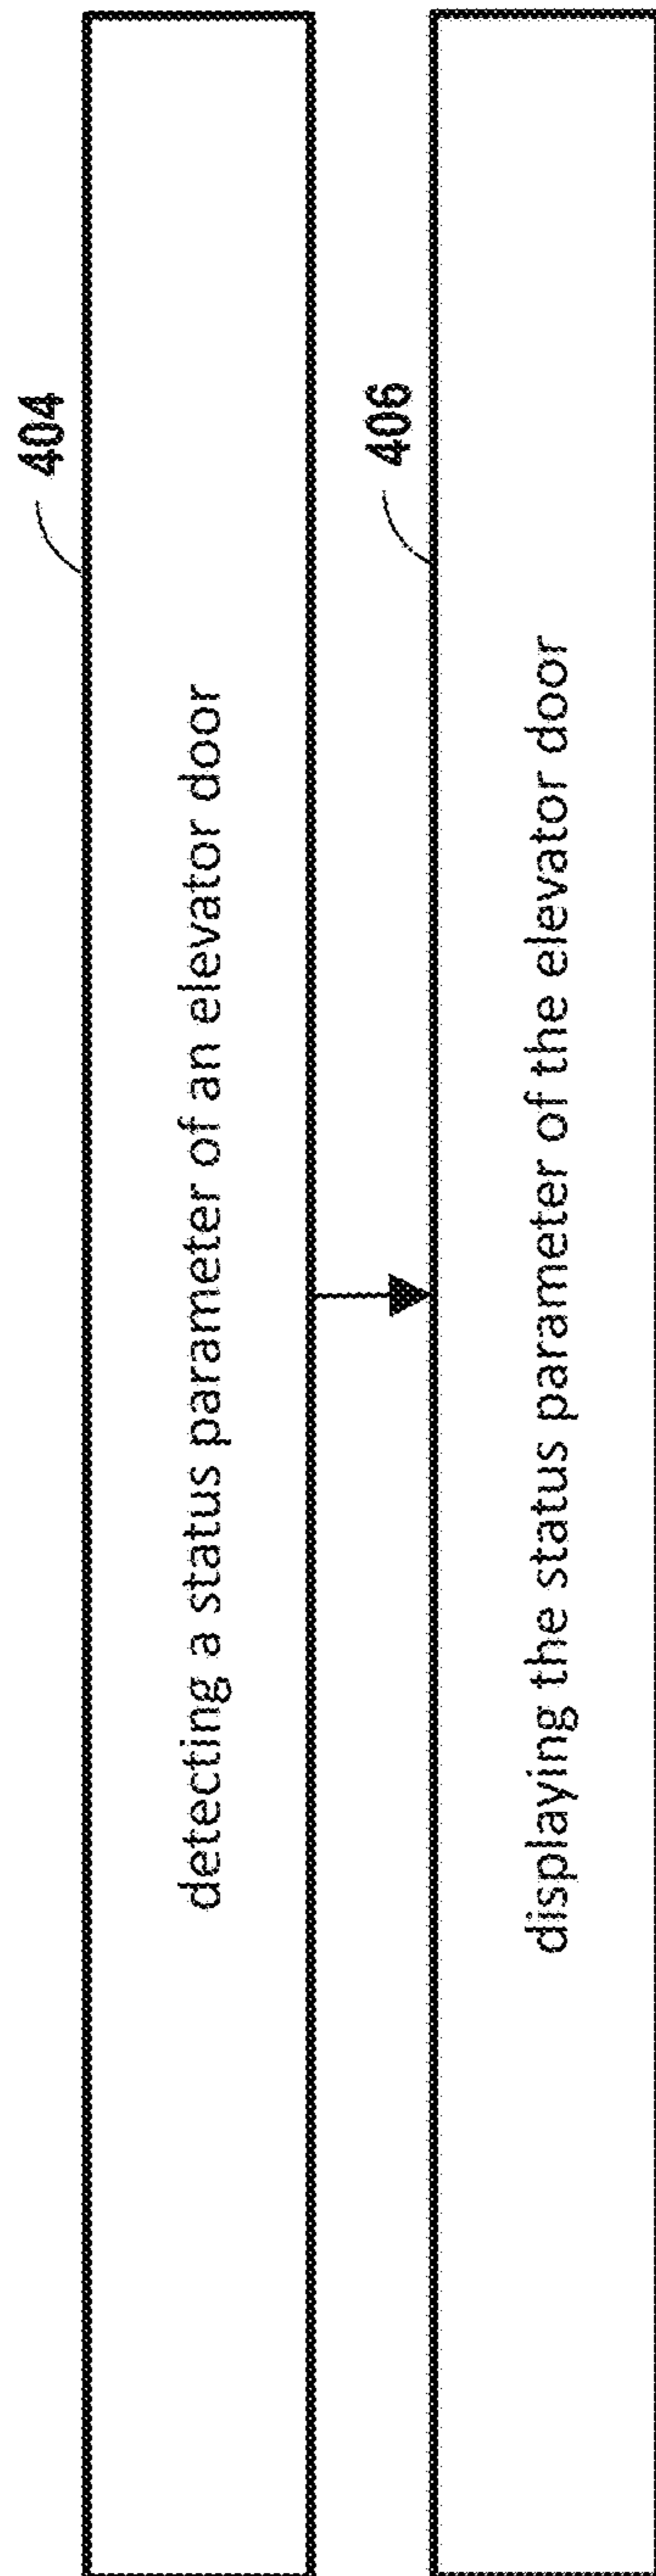 404
detecting a status parameter of an elevator door
406
displaying the status parameter of the elevator door